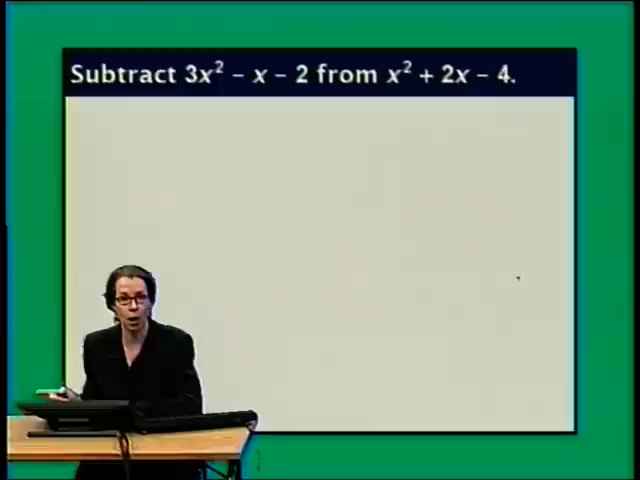 Subtract 3x² − x − 2 from x² + 2x − 4.